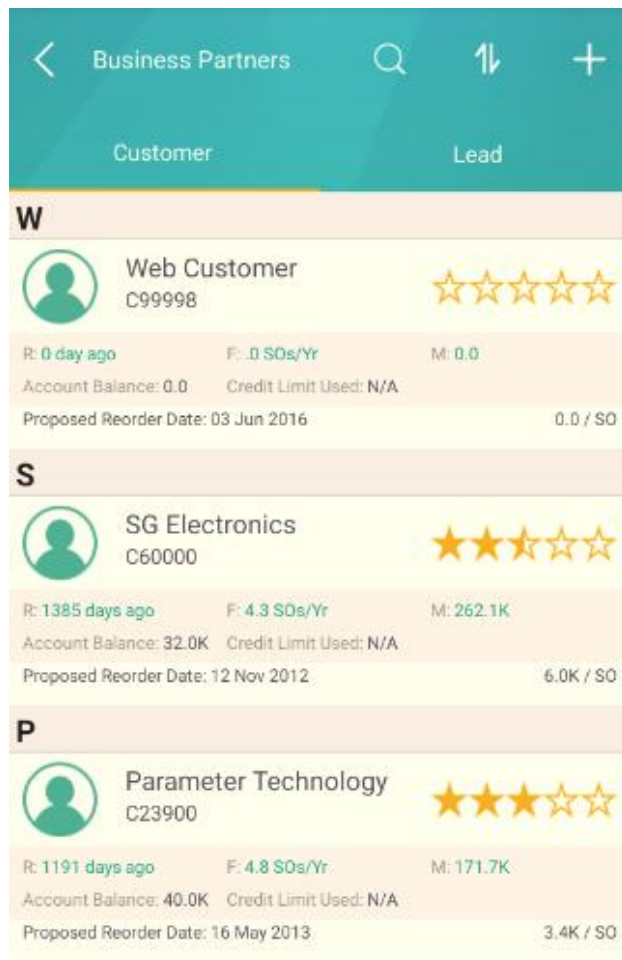 Business Partners
Customer Lead
W
Web Customer
C99998
R: 0 day ago F: .0 SOs/Yr M: 0.0
Account Balance: 0.0 Credit Limit Used: N/A
Proposed Reorder Date: 03 Jun 2016 0.0 / SO
S
SG Electronics
C60000
R: 1385 days ago F: 4.3 SOs/Yr M: 262.1K
Account Balance: 32.0K Credit Limit Used: N/A
Proposed Reorder Date: 12 Nov 2012 6.0K / SO
P
Parameter Technology
C23900
R: 1191 days ago F: 4.8 SOs/Yr M: 171.7K
Account Balance: 40.0K Credit Limit Used: N/A
Proposed Reorder Date: 16 May 2013 3.4K / SO